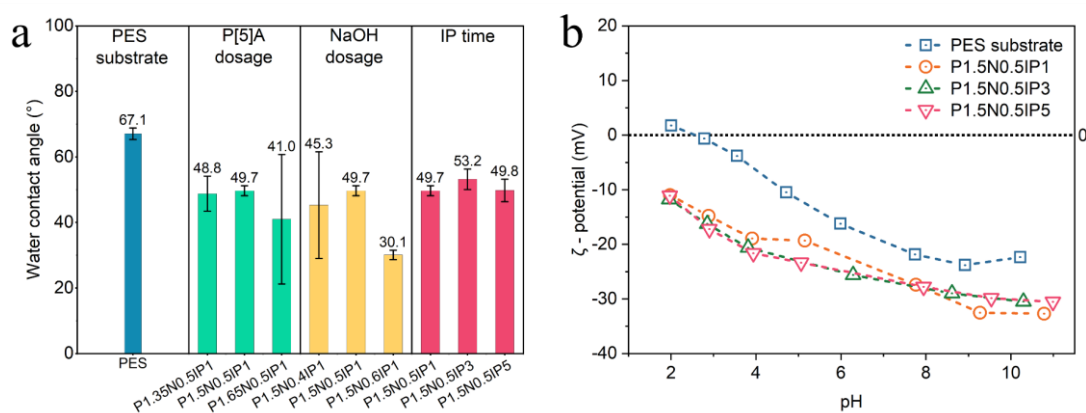 a
PES
substrate
P[5]A
dosage
NaOH
dosage
IP time
Water contact angle (°)
100
80
60
40
20
0
67.1
48.8
49.7
41.0
45.3
49.7
30.1
49.7
53.2
49.8
PES
P1.35N0.5IP1
P1.5N0.5IP1
P1.65N0.5IP1
P1.5N0.4IP1
P1.5N0.5IP1
P1.5N0.6IP1
P1.5N0.5IP1
P1.5N0.5IP3
P1.5N0.5IP5
b
PES substrate
P1.5N0.5IP1
P1.5N0.5IP3
P1.5N0.5IP5
ζ - potential (mV)
20
10
0
-10
-20
-30
-40
0
2
4
6
8
10
pH